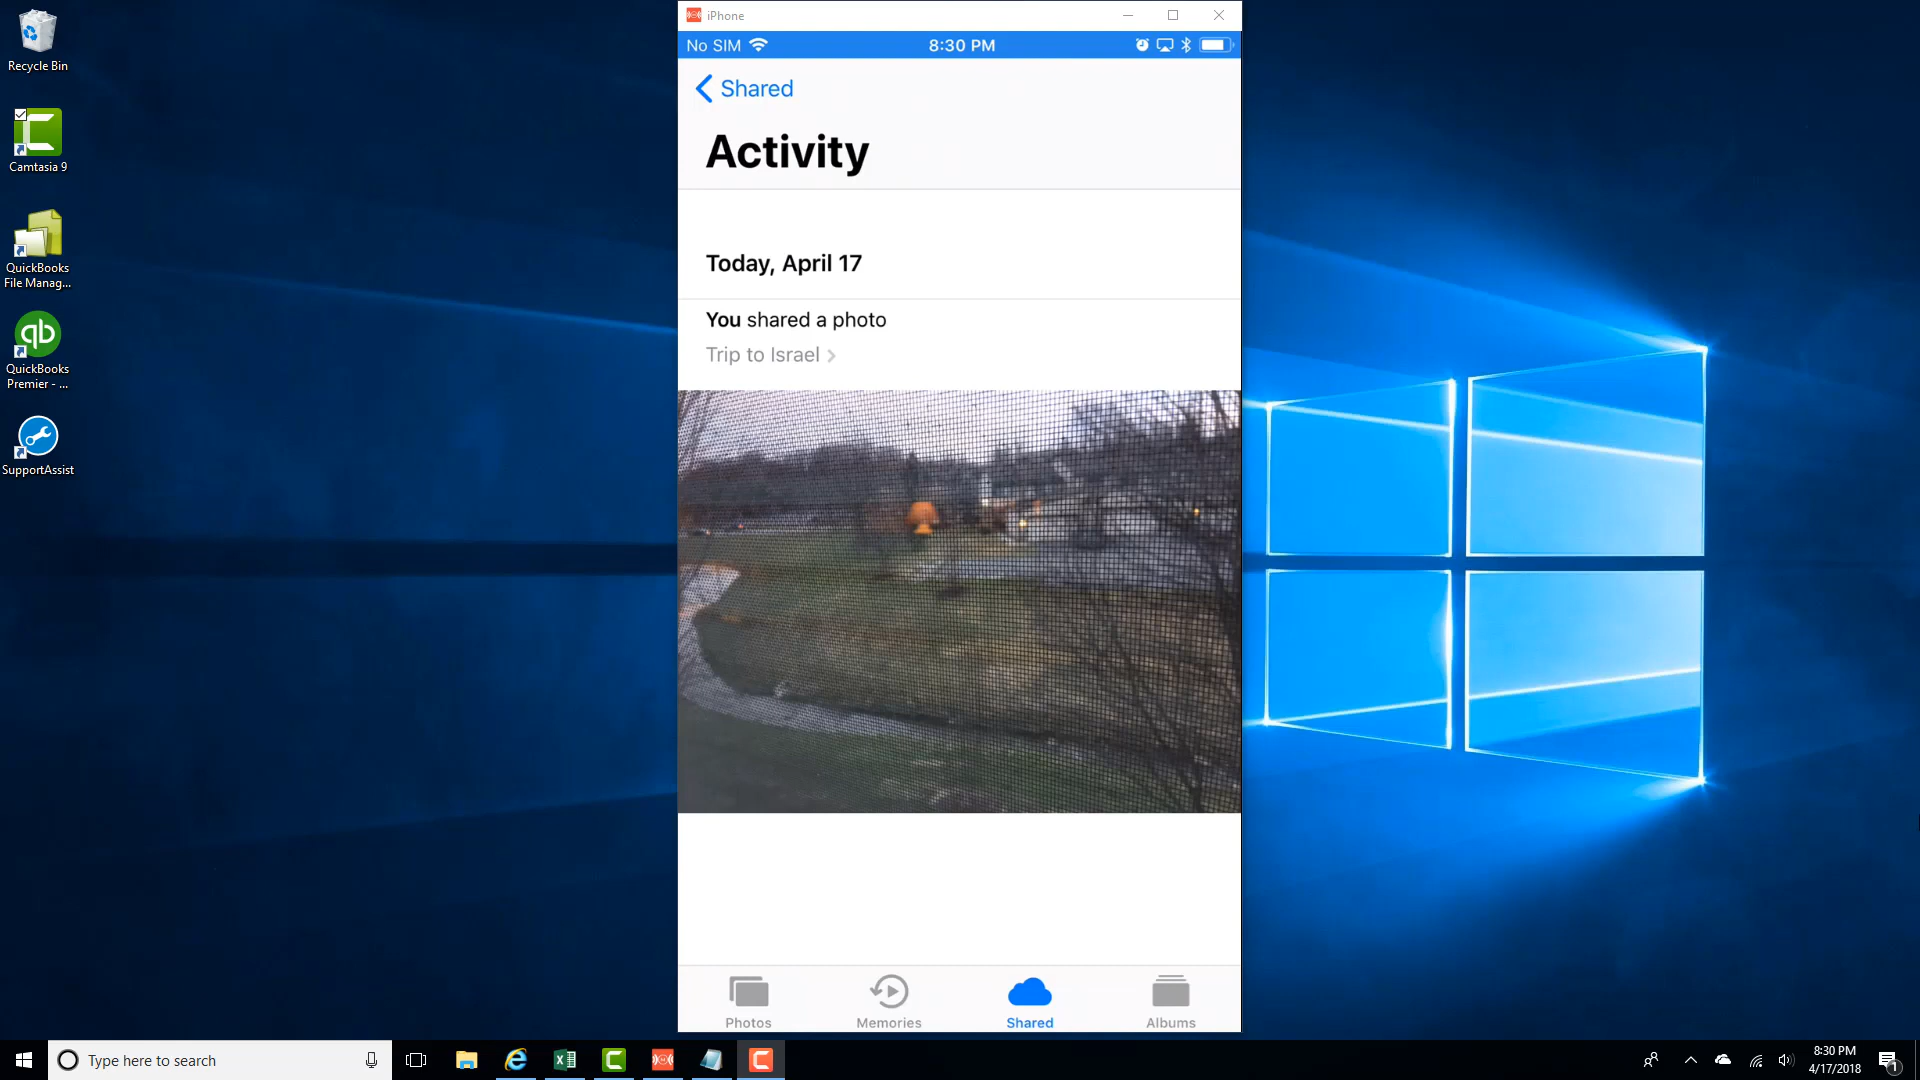 Recycle Bin
Camtasia 9
QuickBooks
File Manag...
qb
QuickBooks
Premier - ...
SupportAssist
iPhone
No SIM
8:30 PM
Shared
Activity
Today, April 17
You shared a photo
Trip to Israel
Photos
Memories
Shared
Albums
Type here to search
8:30 PM
4/17/2018
1